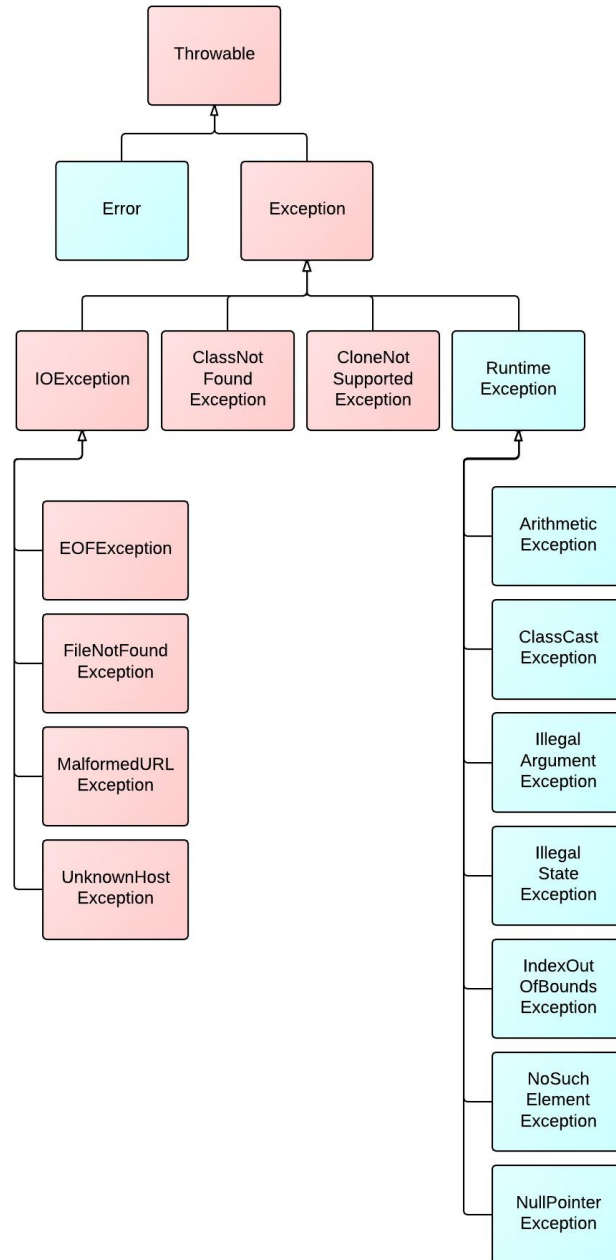 Throwable
Error
Exception
IOException
ClassNot
Found
Exception
CloneNot
Supported
Exception
Runtime
Exception
EOFException
FileNotFound
Exception
MalformedURL
Exception
UnknownHost
Exception
Arithmetic
Exception
ClassCast
Exception
Illegal
Argument
Exception
Illegal
State
Exception
IndexOut
OfBounds
Exception
NoSuch
Element
Exception
NullPointer
Exception